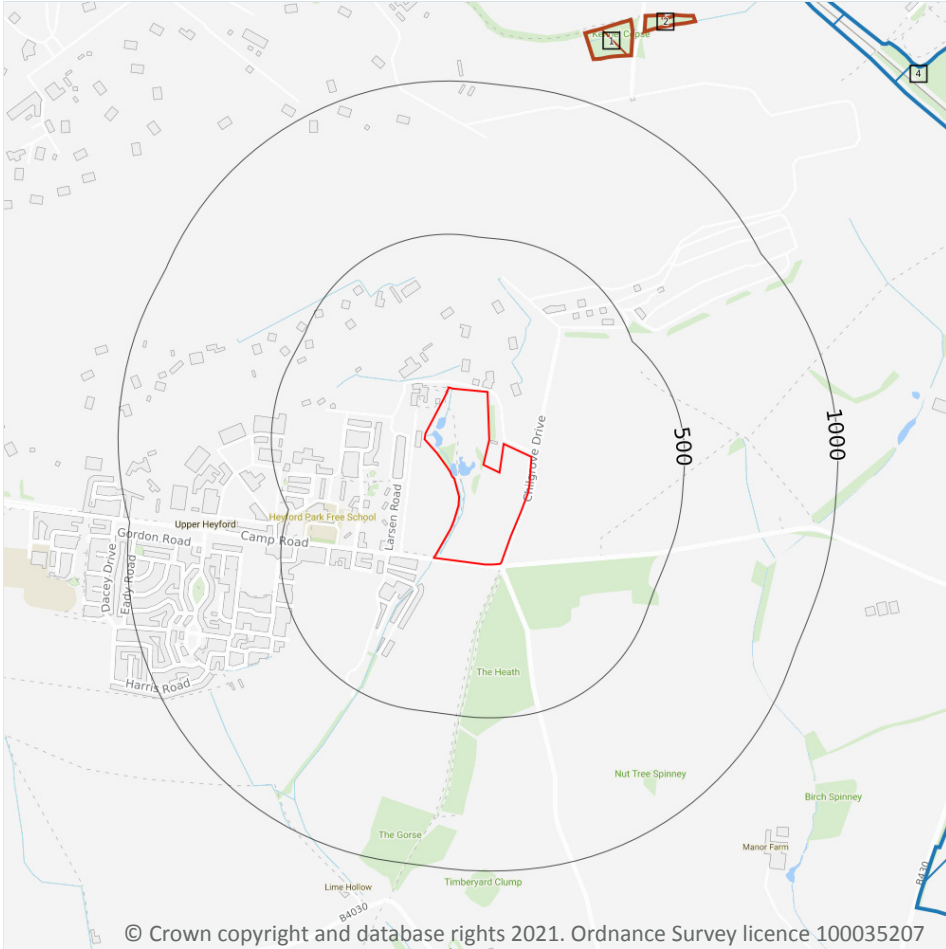 2
1
Kennel Copse
4
1000
500
Chilgrove Drive
Larsen Road
Heyford Park Free School
Upper Heyford
Camp Road
Gordon Road
Dacey Drive
Eady Road
Harris Road
The Heath
Nut Tree Spinney
Birch Spinney
The Gorse
Manor Farm
B430
Timberyard Clump
Lime Hollow
B4030
© Crown copyright and database rights 2021. Ordnance Survey licence 100035207